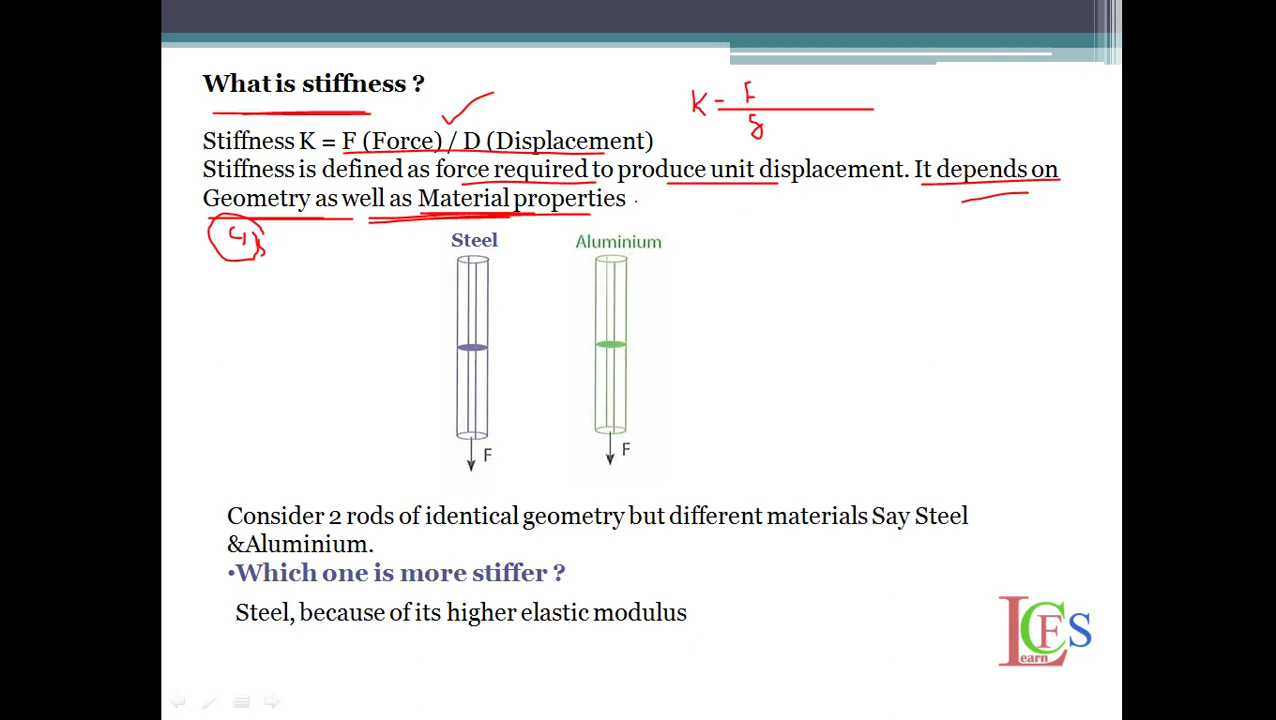 What is stiffness ?
K = F
δ
Stiffness K = F (Force) / D (Displacement)
Stiffness is defined as force required to produce unit displacement. It depends on
Geometry as well as Material properties
Steel
Aluminium
F
F
Consider 2 rods of identical geometry but different materials Say Steel
&Aluminium.
•Which one is more stiffer ?
Steel, because of its higher elastic modulus
Learn
CFS